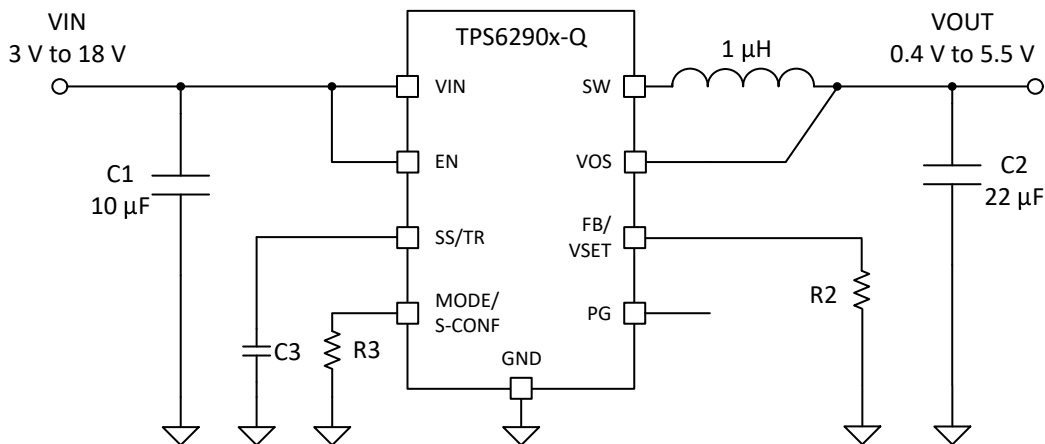 VIN
3 V to 18 V
TPS6290x-Q
VOUT
0.4 V to 5.5 V
1 µH
VIN
SW
EN
VOS
C1
10 µF
C2
22 µF
SS/TR
FB/
VSET
MODE/
S-CONF
PG
R2
C3
R3
GND